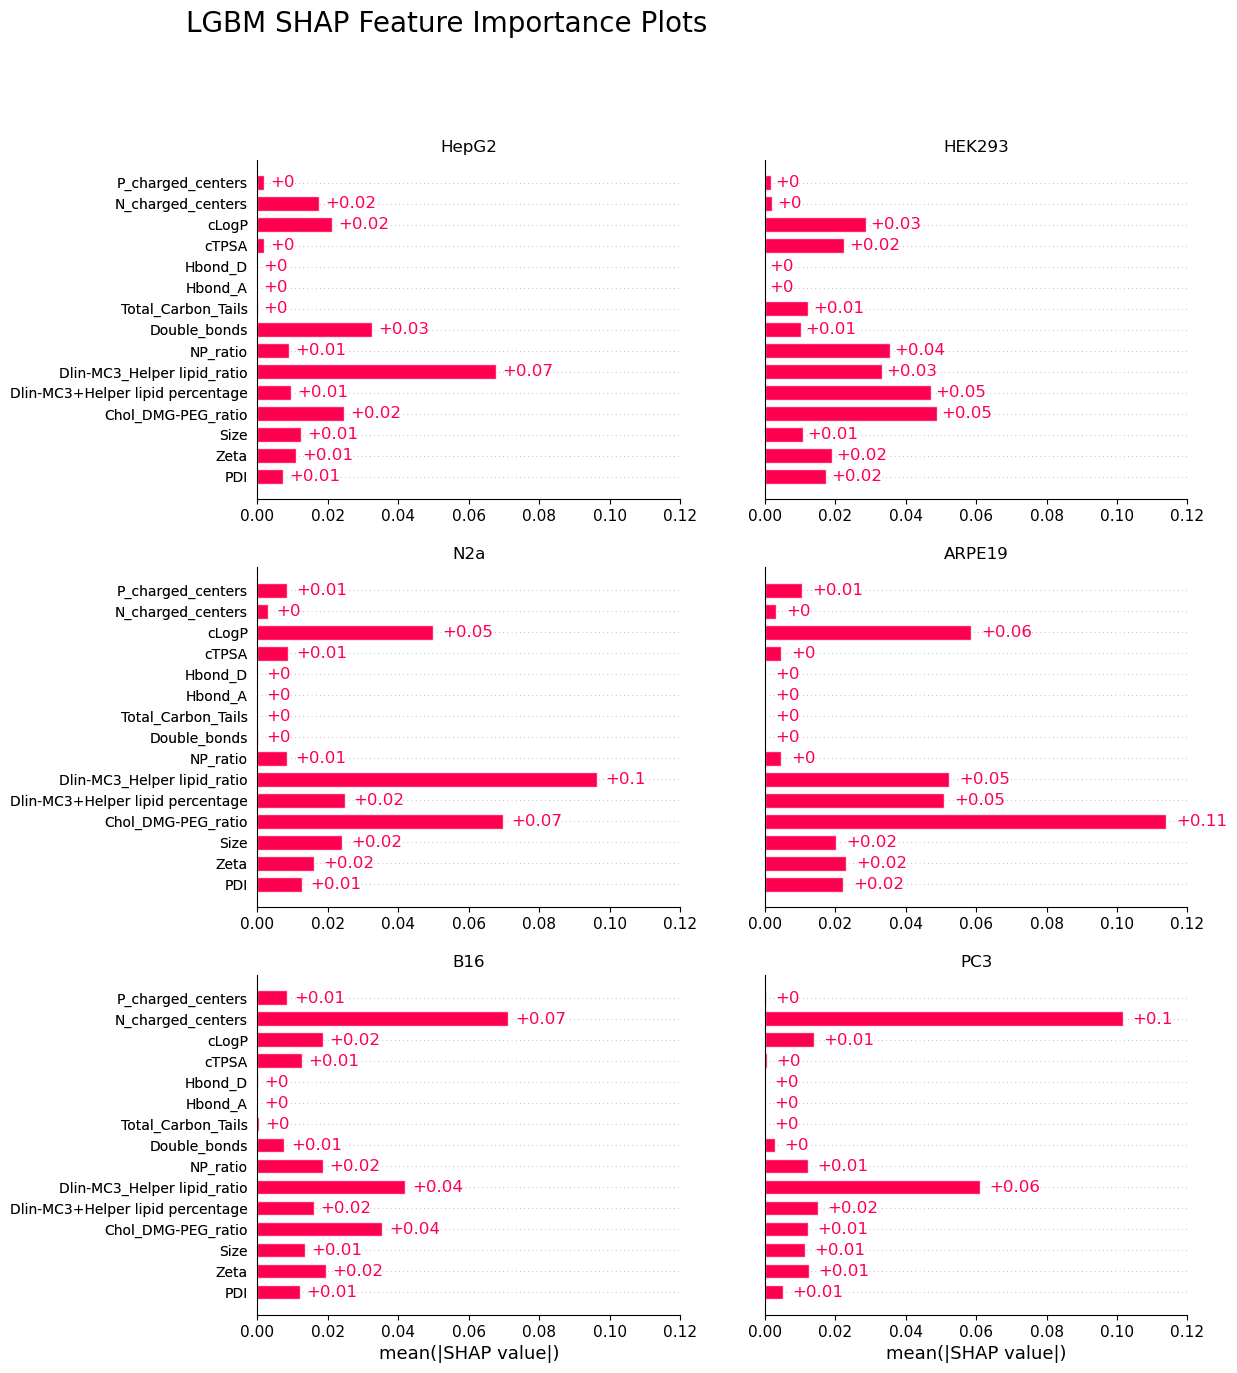 LGBM SHAP Feature Importance Plots
HepG2
P_charged_centers +0
N_charged_centers +0.02
cLogP +0.02
cTPSA +0
Hbond_D +0
Hbond_A +0
Total_Carbon_Tails +0
Double_bonds +0.03
NP_ratio +0.01
Dlin-MC3_Helper lipid_ratio +0.07
Dlin-MC3+Helper lipid percentage +0.01
Chol_DMG-PEG_ratio +0.02
Size +0.01
Zeta +0.01
PDI +0.01
0.00 0.02 0.04 0.06 0.08 0.10 0.12
HEK293
+0
+0
+0.03
+0.02
+0
+0
+0.01
+0.01
+0.04
+0.03
+0.05
+0.05
+0.01
+0.02
+0.02
0.00 0.02 0.04 0.06 0.08 0.10 0.12
N2a
P_charged_centers +0.01
N_charged_centers +0
cLogP +0.05
cTPSA +0.01
Hbond_D +0
Hbond_A +0
Total_Carbon_Tails +0
Double_bonds +0
NP_ratio +0.01
Dlin-MC3_Helper lipid_ratio +0.1
Dlin-MC3+Helper lipid percentage +0.02
Chol_DMG-PEG_ratio +0.07
Size +0.02
Zeta +0.02
PDI +0.01
0.00 0.02 0.04 0.06 0.08 0.10 0.12
ARPE19
+0.01
+0
+0.06
+0
+0
+0
+0
+0
+0
+0.05
+0.05
+0.11
+0.02
+0.02
+0.02
0.00 0.02 0.04 0.06 0.08 0.10 0.12
B16
P_charged_centers +0.01
N_charged_centers +0.07
cLogP +0.02
cTPSA +0.01
Hbond_D +0
Hbond_A +0
Total_Carbon_Tails +0
Double_bonds +0.01
NP_ratio +0.02
Dlin-MC3_Helper lipid_ratio +0.04
Dlin-MC3+Helper lipid percentage +0.02
Chol_DMG-PEG_ratio +0.04
Size +0.01
Zeta +0.02
PDI +0.01
0.00 0.02 0.04 0.06 0.08 0.10 0.12
mean(|SHAP value|)
PC3
+0
+0.1
+0.01
+0
+0
+0
+0
+0
+0.01
+0.06
+0.02
+0.01
+0.01
+0.01
+0.01
0.00 0.02 0.04 0.06 0.08 0.10 0.12
mean(|SHAP value|)